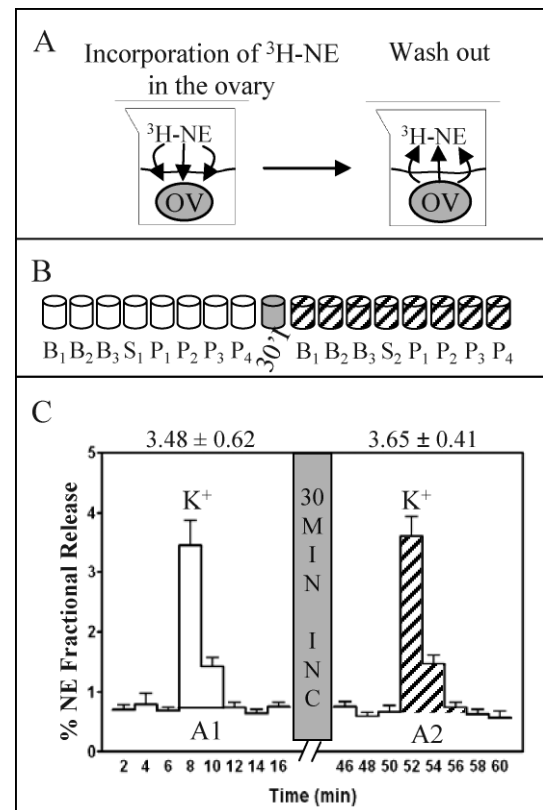 A
Incorporation of ³H-NE
in the ovary
Wash out
³H-NE
OV
³H-NE
OV
B
B₁ B₂ B₃ S₁ P₁ P₂ P₃ P₄ 30'I B₁ B₂ B₃ S₂ P₁ P₂ P₃ P₄
C
3.48 ± 0.62
3.65 ± 0.41
% NE Fractional Release
5
4
3
2
1
0
K⁺
A1
30
MIN
INC
K⁺
A2
2 4 6 8 10 12 14 16 46 48 50 52 54 56 58 60
Time (min)